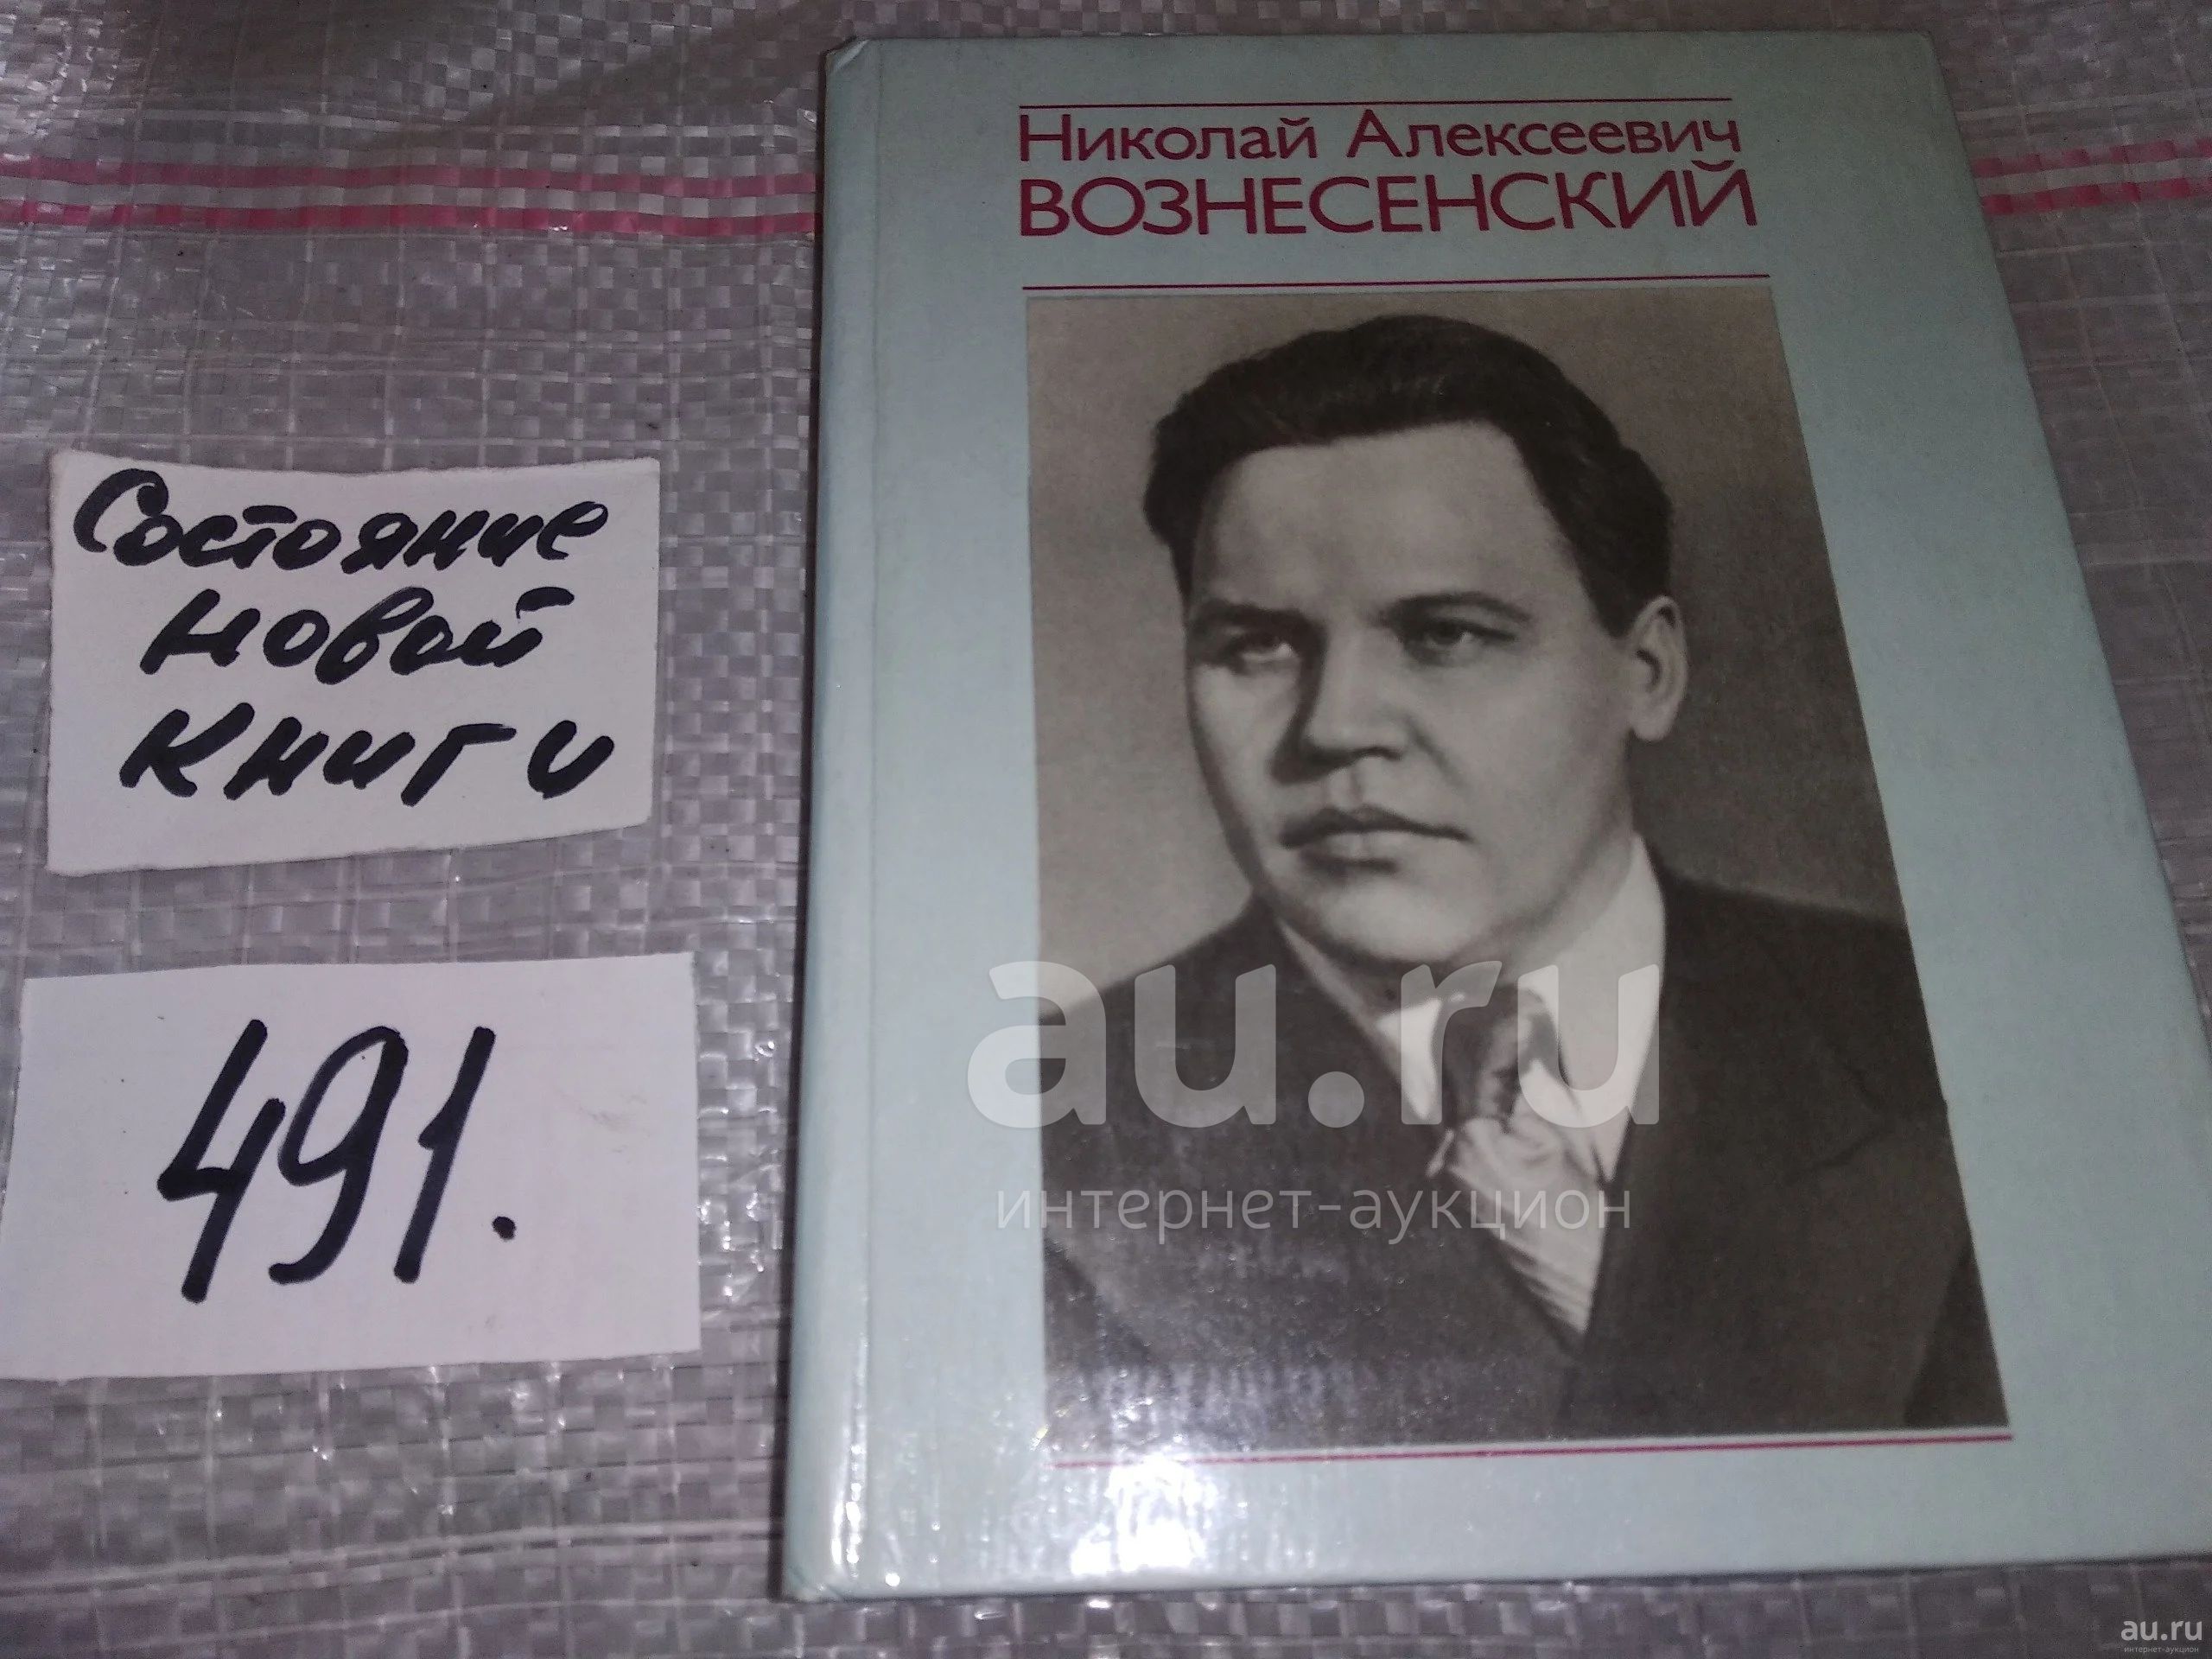 Николай Алексеевич
ВОЗНЕСЕНСКИЙ
Состояние
новой
книги
491.
au.ru
интернет-аукцион
au.ru
интернет-аукцион